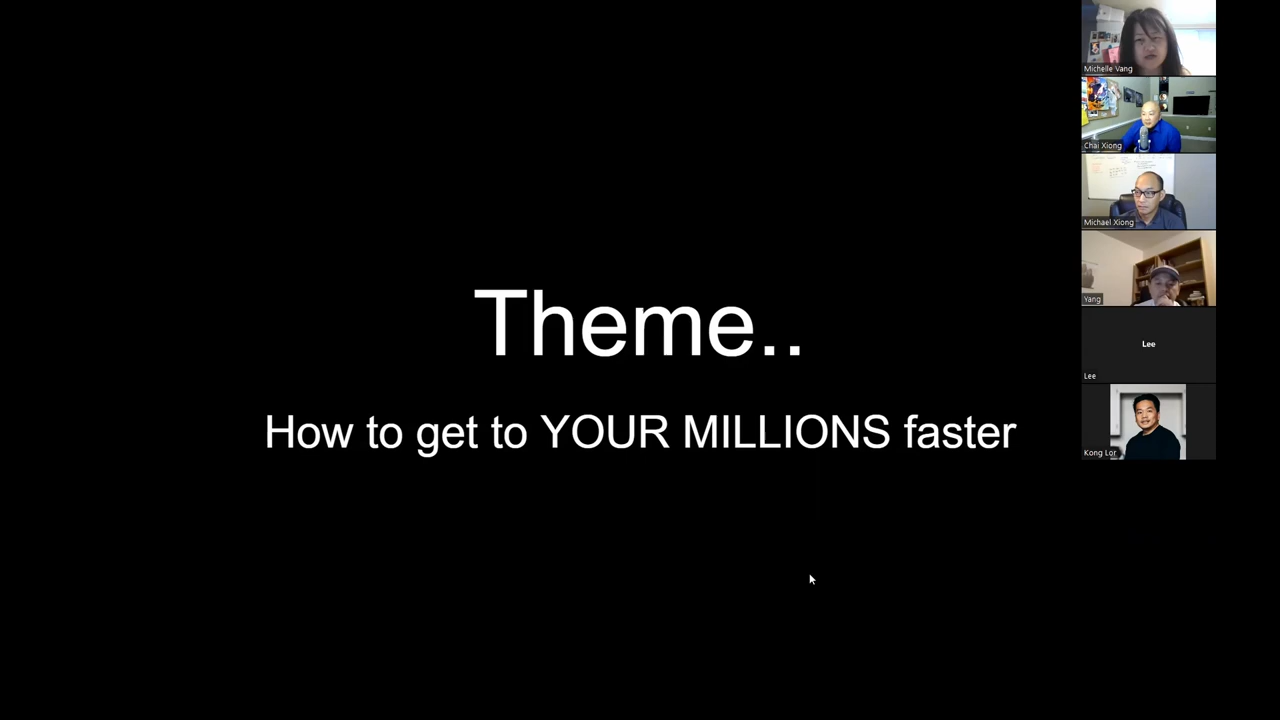 Theme..
How to get to YOUR MILLIONS faster
Michelle Vang
Chai Xiong
Michael Xiong
Yang
Lee
Lee
Kong Lor